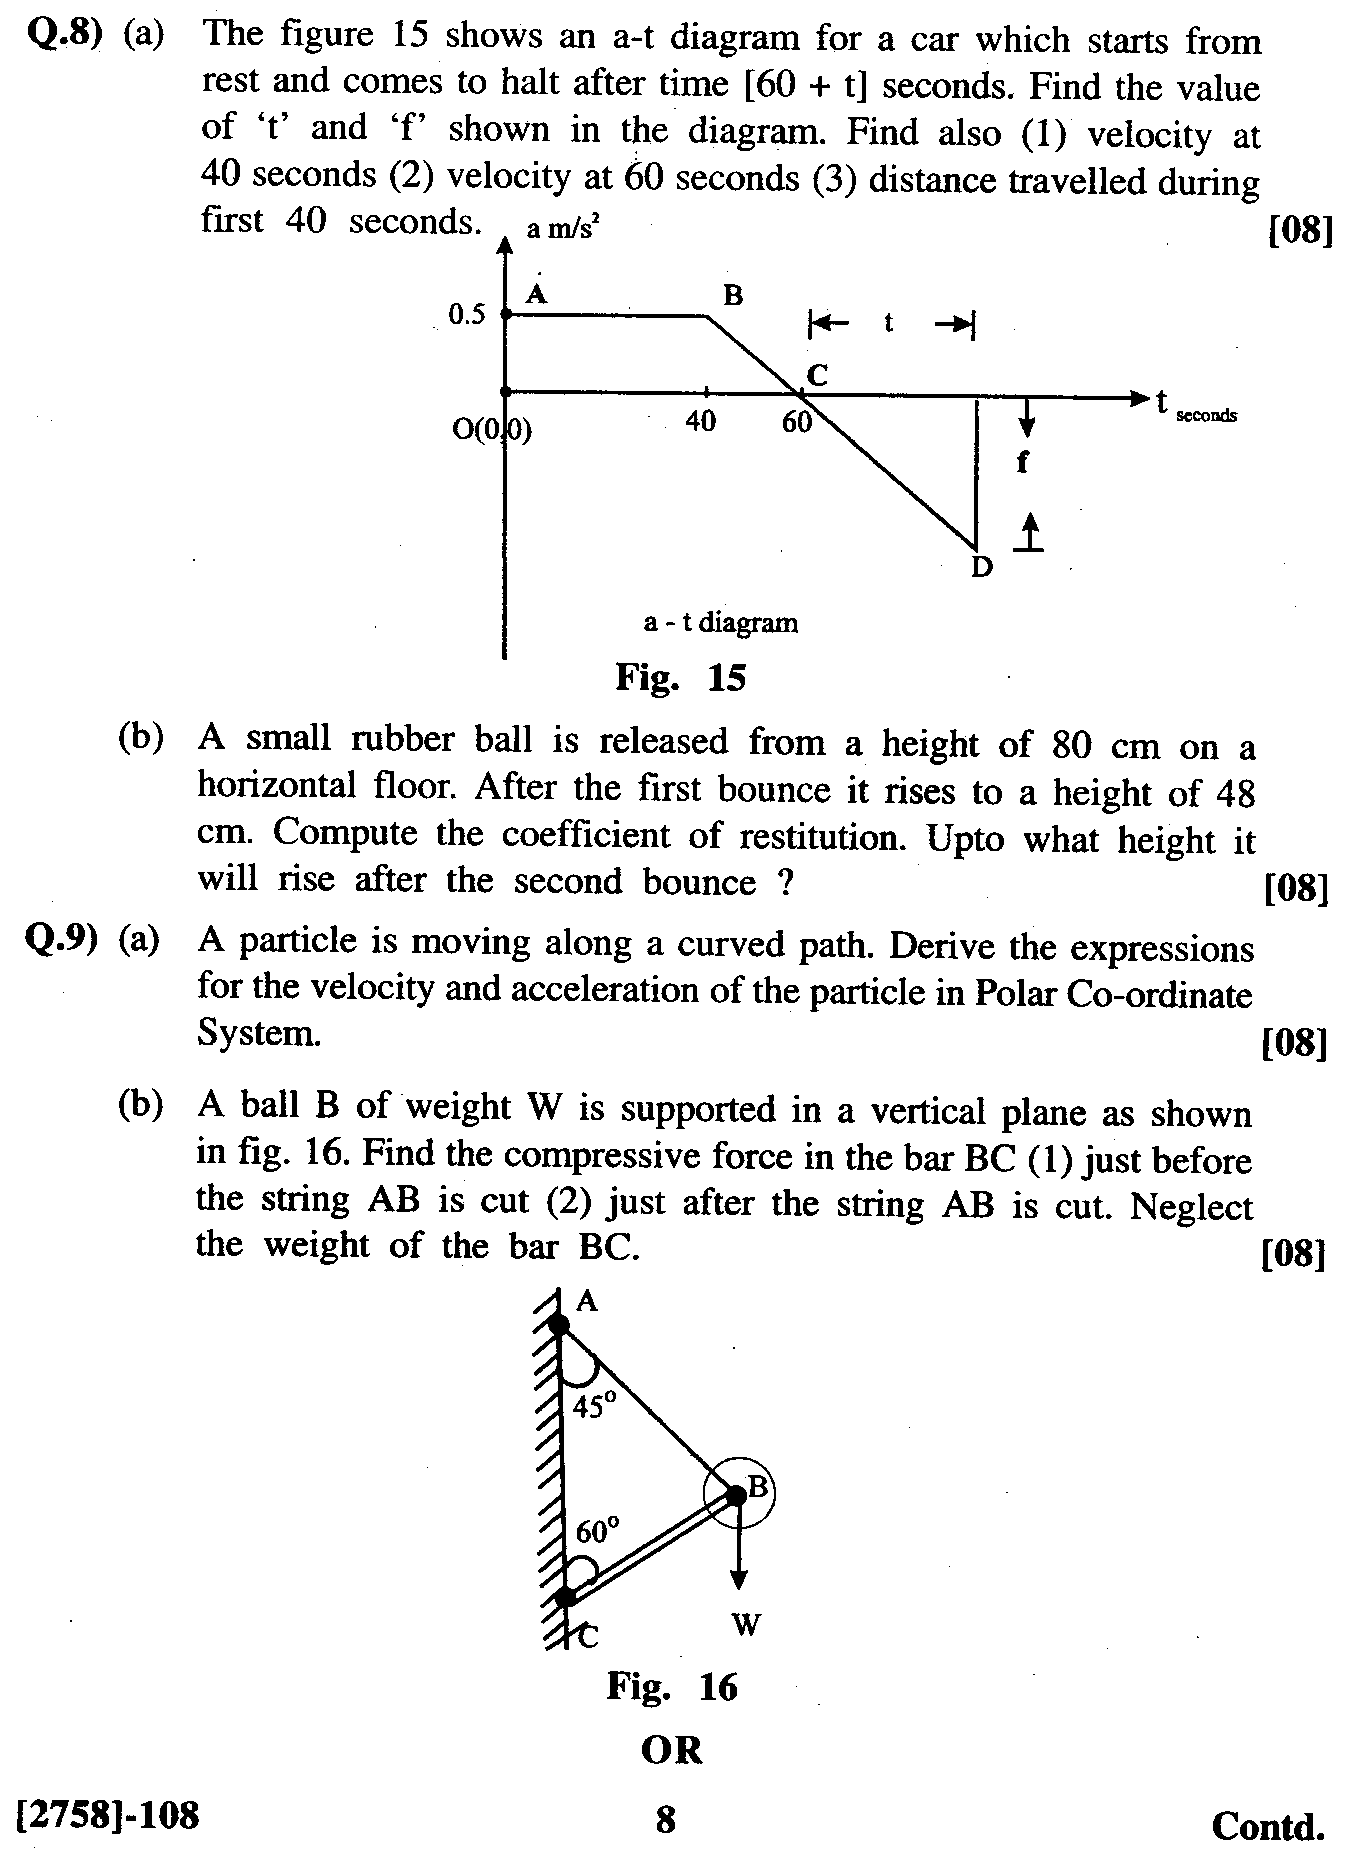 Q.8) (a) The figure 15 shows an a-t diagram for a car which starts from
rest and comes to halt after time [60 + t] seconds. Find the value
of ‘t’ and ‘f’ shown in the diagram. Find also (1) velocity at
40 seconds (2) velocity at 60 seconds (3) distance travelled during
first 40 seconds. [08]
a m/s²
A B
0.5
t
C
O(0,0) 40 60 t seconds
f
D
a - t diagram
Fig. 15
(b) A small rubber ball is released from a height of 80 cm on a
horizontal floor. After the first bounce it rises to a height of 48
cm. Compute the coefficient of restitution. Upto what height it
will rise after the second bounce ? [08]
Q.9) (a) A particle is moving along a curved path. Derive the expressions
for the velocity and acceleration of the particle in Polar Co-ordinate
System. [08]
(b) A ball B of weight W is supported in a vertical plane as shown
in fig. 16. Find the compressive force in the bar BC (1) just before
the string AB is cut (2) just after the string AB is cut. Neglect
the weight of the bar BC. [08]
A
45°
B
60°
C
W
Fig. 16
OR
[2758]-108 8 Contd.